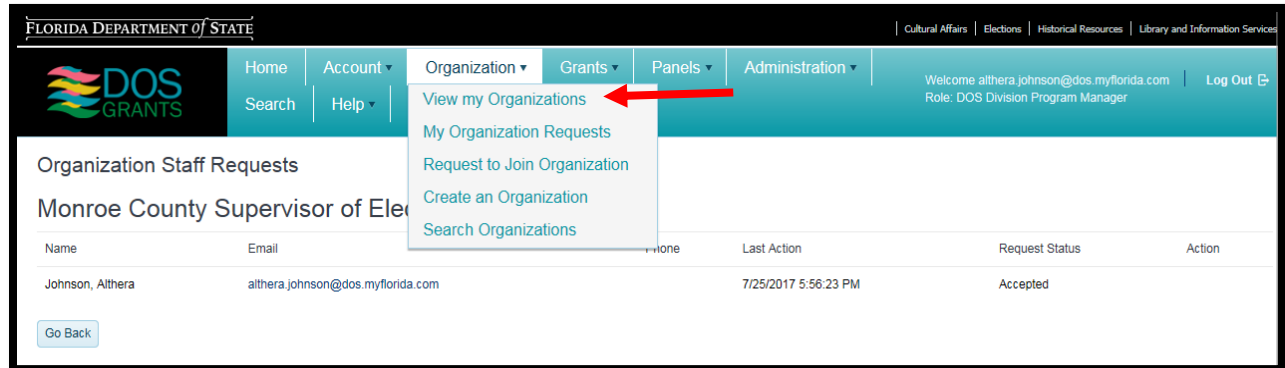 FLORIDA DEPARTMENT Of STATE
Cultural Affairs | Elections | Historical Resources | Library and Information Services
DOS GRANTS
Home Account Organization Grants Panels Administration
Search Help
Welcome althera.johnson@dos.myflorida.com Log Out
Role: DOS Division Program Manager
View my Organizations
My Organization Requests
Request to Join Organization
Create an Organization
Search Organizations
Organization Staff Requests
Monroe County Supervisor of Ele
Name Email Phone Last Action Request Status Action
Johnson, Althera althera.johnson@dos.myflorida.com 7/25/2017 5:56:23 PM Accepted
Go Back